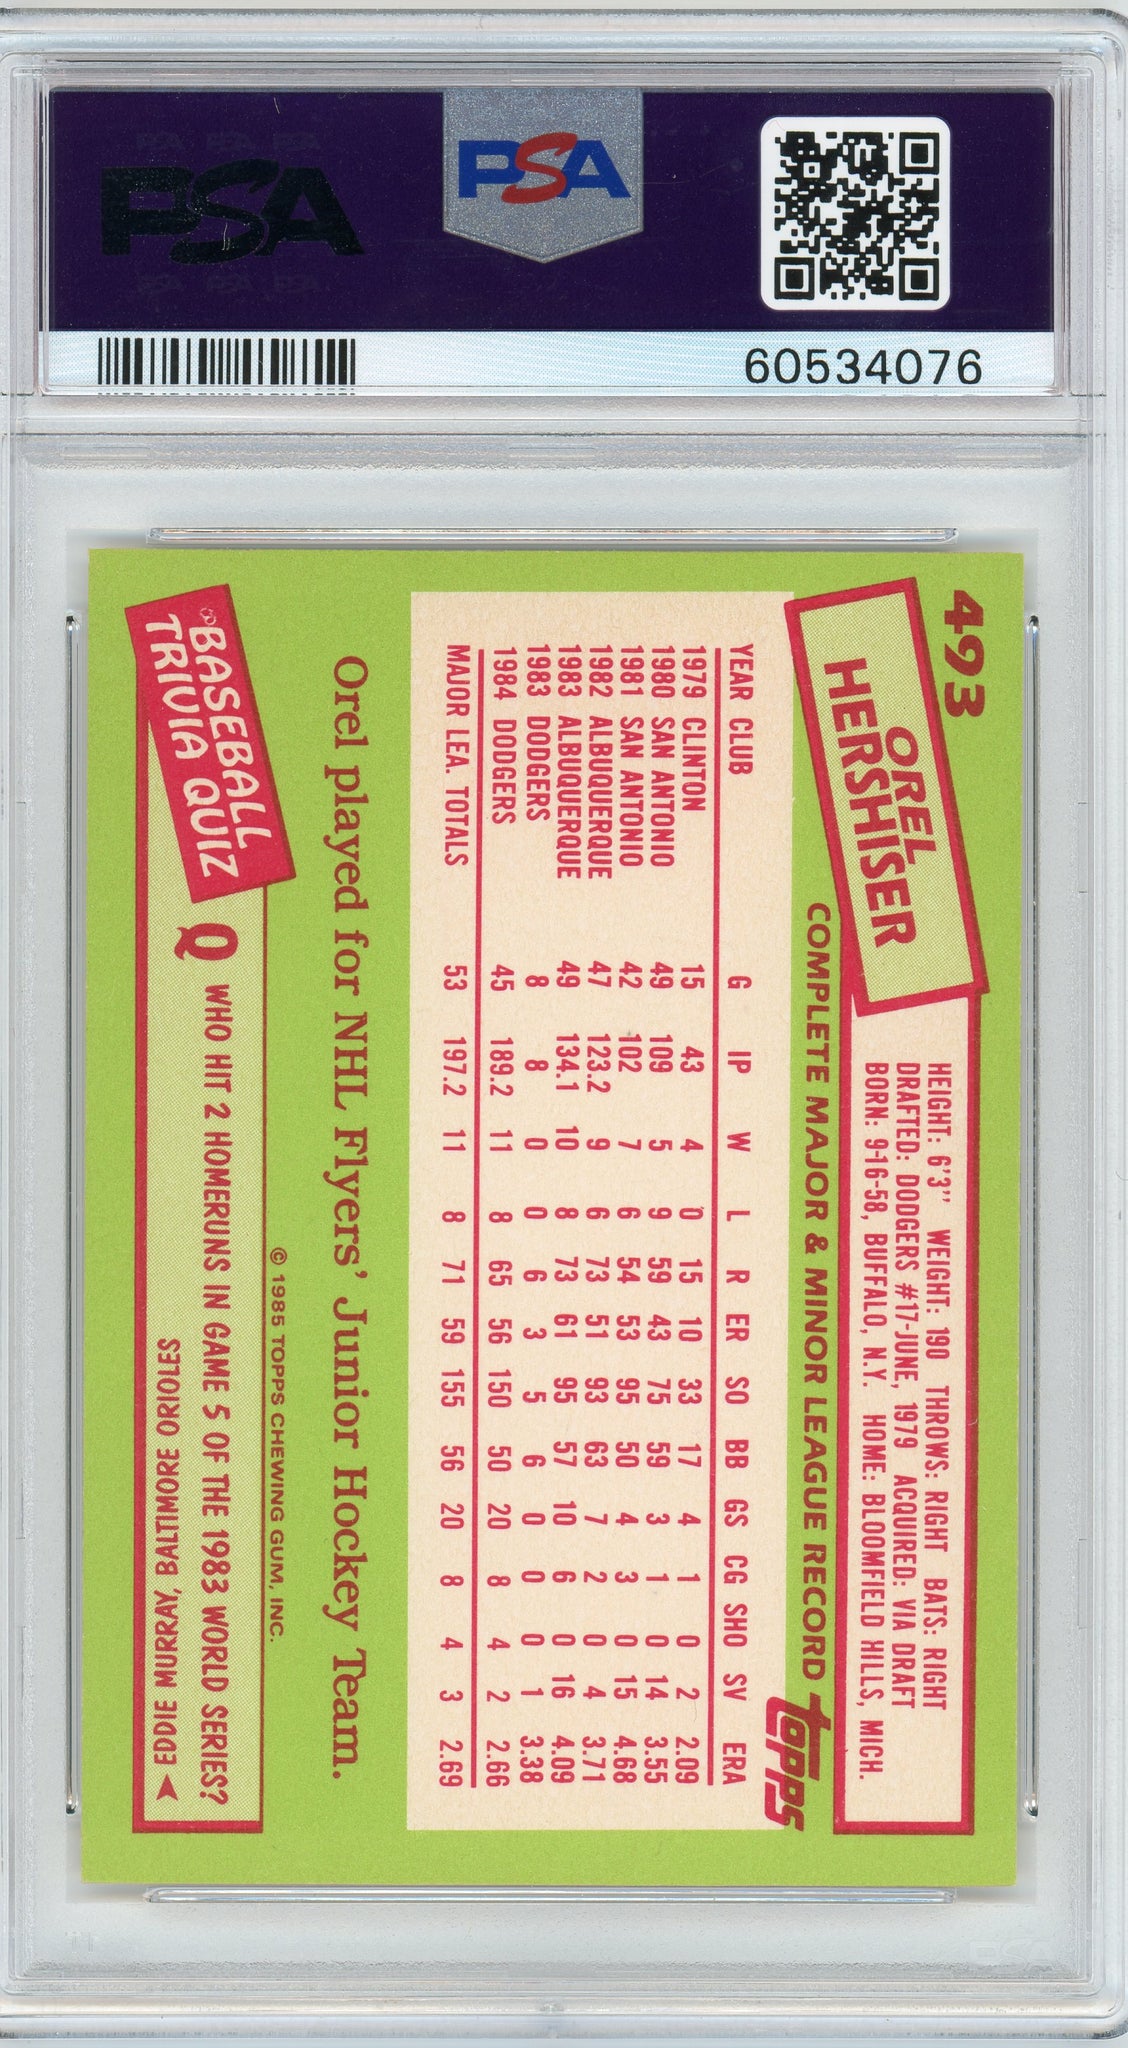 PSA
PSA
60534076
493
OREL
HERSHISER
HEIGHT: 6'3" WEIGHT: 190 THROWS: RIGHT BATS: RIGHT
DRAFTED: DODGERS #17-JUNE, 1979 ACQUIRED: VIA DRAFT
BORN: 9-16-58, BUFFALO, N.Y. HOME: BLOOMFIELD HILLS, MICH.
COMPLETE MAJOR & MINOR LEAGUE RECORD
topps
YEAR CLUB G IP W L R ER SO BB GS CG SHO SV ERA
1979 CLINTON 15 43 4 0 15 10 33 17 4 1 0 2 2.09
1980 SAN ANTONIO 49 109 5 9 59 43 75 59 3 1 0 14 3.55
1981 SAN ANTONIO 42 102 7 6 54 53 95 50 4 3 0 15 4.68
1982 ALBUQUERQUE 47 123.2 9 6 73 51 93 63 7 2 0 4 3.71
1983 ALBUQUERQUE 49 134.1 10 8 73 61 95 57 10 6 0 16 4.09
1983 DODGERS 8 8 0 0 6 3 5 6 0 0 0 1 3.38
1984 DODGERS 45 189.2 11 8 65 56 150 50 20 8 4 2 2.66
MAJOR LEA. TOTALS 53 197.2 11 8 71 59 155 56 20 8 4 3 2.69
Orel played for NHL Flyers' Junior Hockey Team.
© 1985 TOPPS CHEWING GUM, INC.
BASEBALL
TRIVIA QUIZ
Q WHO HIT 2 HOMERUNS IN GAME 5 OF THE 1983 WORLD SERIES?
EDDIE MURRAY, BALTIMORE ORIOLES